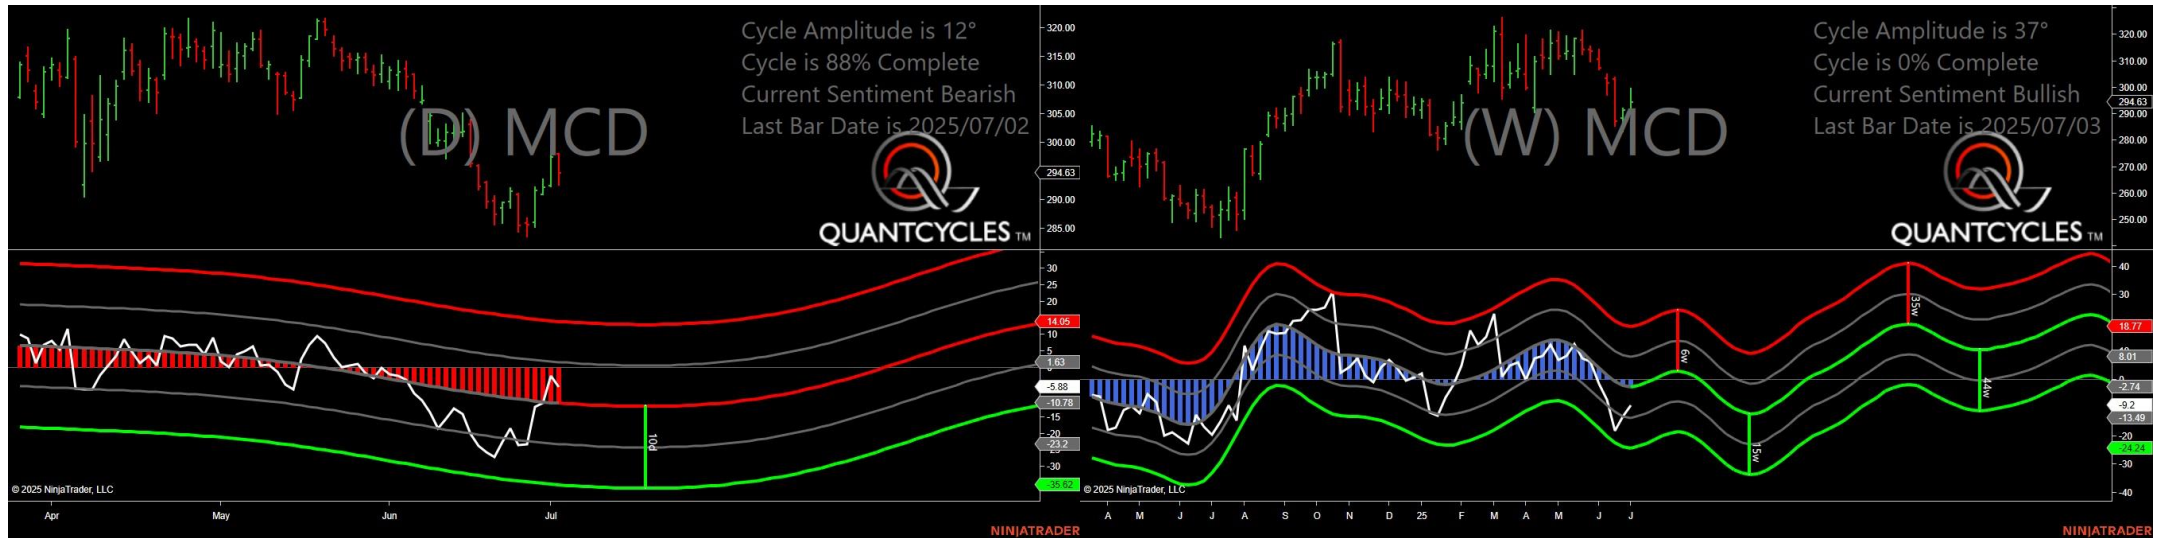 Cycle Amplitude is 12°
Cycle is 88% Complete
Current Sentiment Bearish
Last Bar Date is 2025/07/02
(D) MCD
QUANTCYCLES TM
320.00
315.00
310.00
305.00
300.00
294.63
290.00
285.00
30
25
20
14.05
10
5
1.63
-5.88
-10.78
-15
-20
-23.2
-30
-35.62
10d
© 2025 NinjaTrader, LLC
Apr May Jun Jul
NINJATRADER
Cycle Amplitude is 37°
Cycle is 0% Complete
Current Sentiment Bullish
Last Bar Date is 2025/07/03
(W) MCD
QUANTCYCLES TM
320.00
310.00
300.00
294.63
280.00
270.00
260.00
250.00
40
30
18.77
8.01
-2.74
-9.2
-13.49
-20
-24.24
-30
-40
6w
15w
35w
44w
© 2025 NinjaTrader, LLC
A M J J A S O N D 25 F M A M J J
NINJATRADER